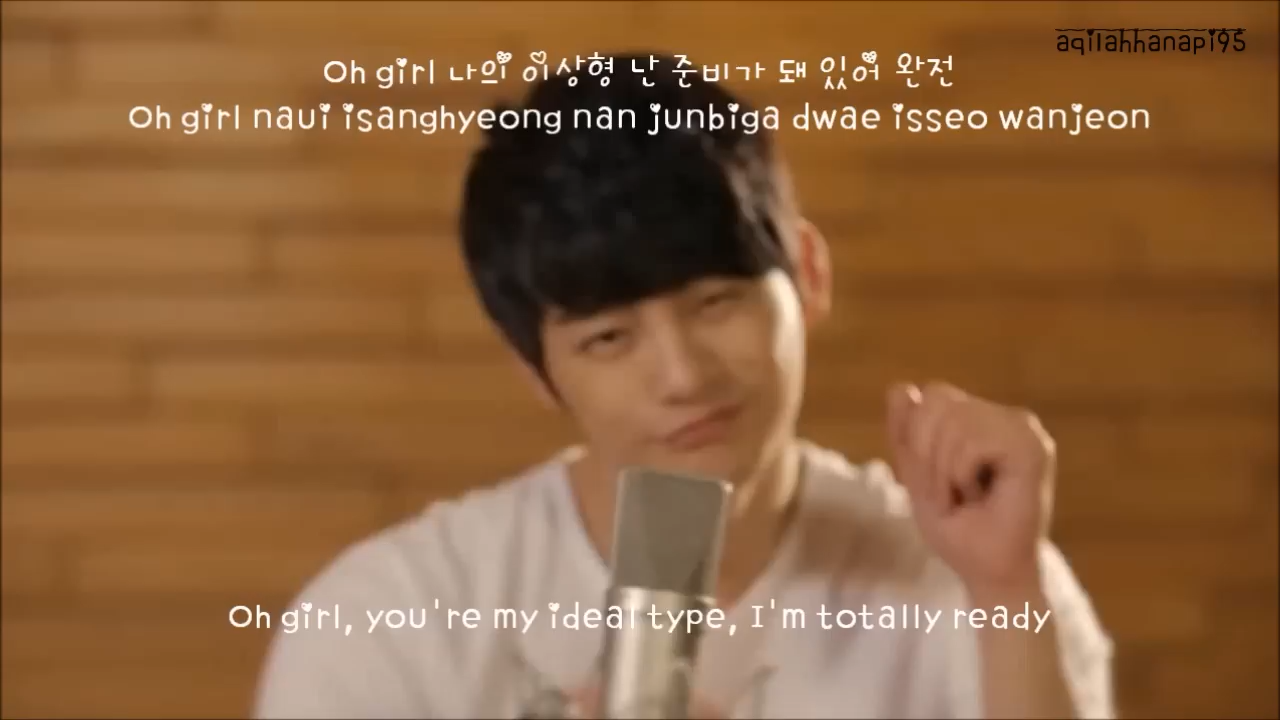 aqilahhanapi95
Oh girl 나의 이상형 난 준비가 돼 있어 완전
Oh girl naui isanghyeong nan junbiga dwae isseo wanjeon
Oh girl, you're my ideal type, I'm totally ready